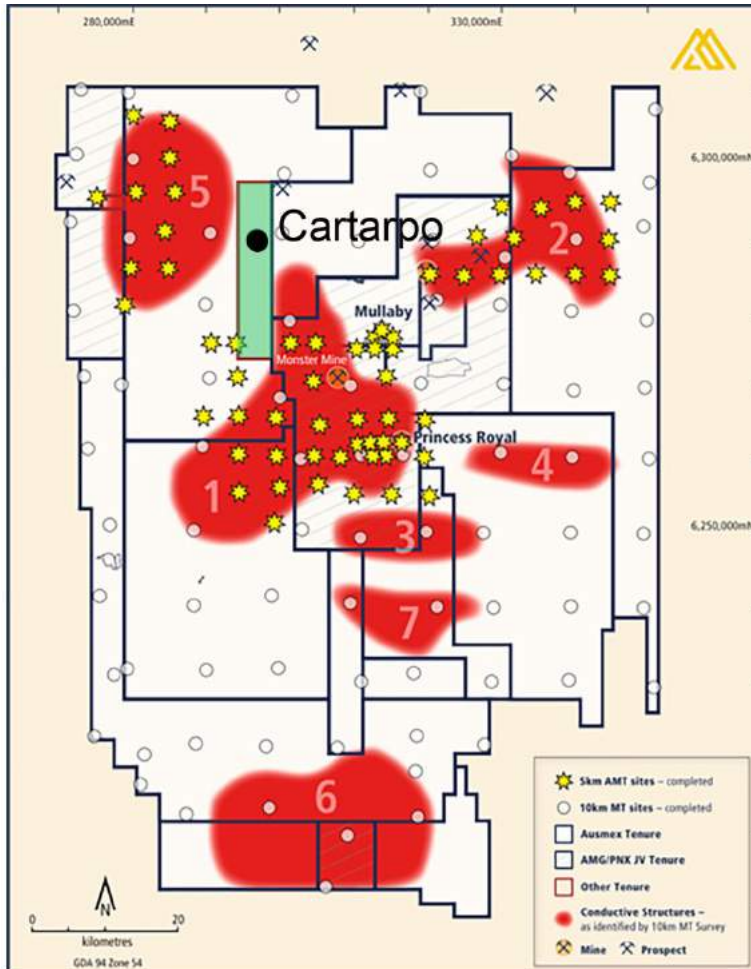 280,000mE
330,000mE
6,300,000mN
5
Cartarpo
2
Mullaby
Monster Mine
Princess Royal
4
1
3
6,250,000mN
7
6
5km AMT sites – completed
10km MT sites – completed
Ausmex Tenure
AMG/PNX JV Tenure
Other Tenure
Conductive Structures –
as identified by 10km MT Survey
Mine
Prospect
N
0
20
kilometres
GDA 94 Zone 54